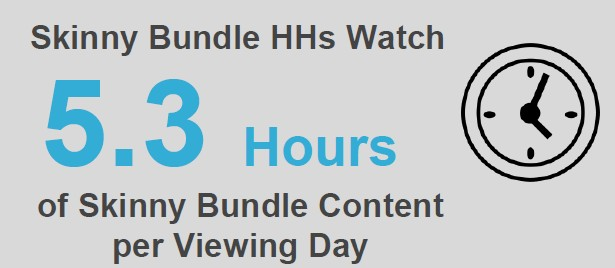 Skinny Bundle HHs Watch
5.3 Hours
of Skinny Bundle Content
per Viewing Day